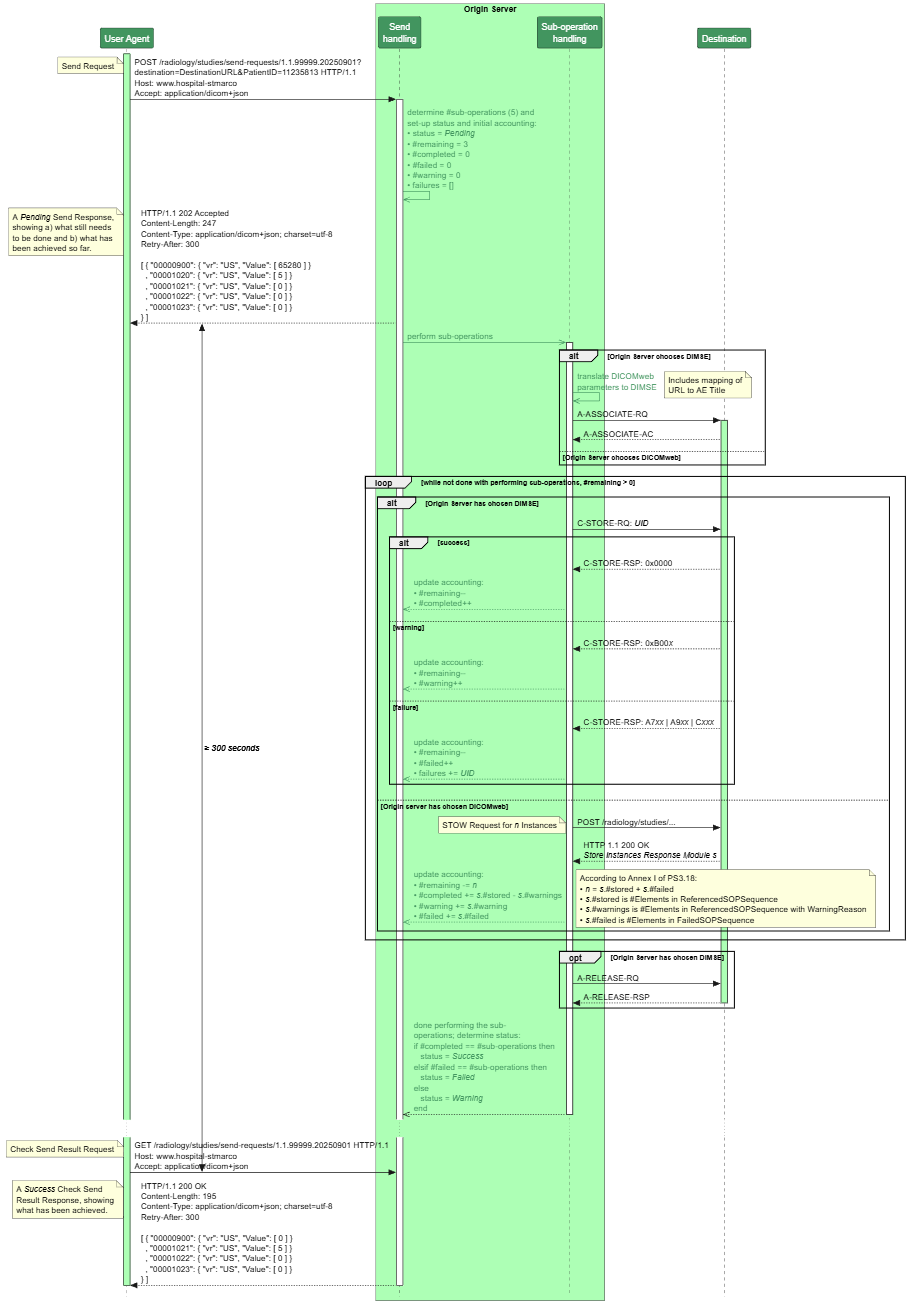 Origin Server
User Agent
Send
handling
Sub-operation
handling
Destination
Send Request
POST /radiology/studies/send-requests/1.1.99999.20250901?
destination=DestinationURL&PatientID=11235813 HTTP/1.1
Host: www.hospital-stmarco
Accept: application/dicom+json
determine #sub-operations (5) and
set-up status and initial accounting:
• status = Pending
• #remaining = 3
• #completed = 0
• #failed = 0
• #warning = 0
• failures = []
A Pending Send Response,
showing a) what still needs
to be done and b) what has
been achieved so far.
HTTP/1.1 202 Accepted
Content-Length: 247
Content-Type: application/dicom+json; charset=utf-8
Retry-After: 300
[ { "00000900": { "vr": "US", "Value": [ 65280 ] }
, "00001020": { "vr": "US", "Value": [ 5 ] }
, "00001021": { "vr": "US", "Value": [ 0 ] }
, "00001022": { "vr": "US", "Value": [ 0 ] }
, "00001023": { "vr": "US", "Value": [ 0 ] }
} ]
perform sub-operations
alt
[Origin Server chooses DIMSE]
translate DICOMweb
parameters to DIMSE
Includes mapping of
URL to AE Title
A-ASSOCIATE-RQ
A-ASSOCIATE-AC
[Origin Server chooses DICOMweb]
loop
[while not done with performing sub-operations, #remaining > 0]
alt
[Origin Server has chosen DIMSE]
C-STORE-RQ: UID
alt
[success]
C-STORE-RSP: 0x0000
update accounting:
• #remaining--
• #completed++
[warning]
C-STORE-RSP: 0xB00X
update accounting:
• #remaining--
• #warning++
[failure]
C-STORE-RSP: A7xx | A9xx | Cxxx
update accounting:
• #remaining--
• #failed++
• failures += UID
≥ 300 seconds
[Origin server has chosen DICOMweb]
STOW Request for n Instances
POST /radiology/studies/...
HTTP 1.1 200 OK
Store Instances Response Module s
update accounting:
• #remaining -= n
• #completed += s.#stored - s.#warnings
• #warning += s.#warning
• #failed += s.#failed
According to Annex I of PS3.18:
• n = s.#stored + s.#failed
• s.#stored is #Elements in ReferencedSOPSequence
• s.#warnings is #Elements in ReferencedSOPSequence with WarningReason
• s.#failed is #Elements in FailedSOPSequence
opt
[Origin Server has chosen DIMSE]
A-RELEASE-RQ
A-RELEASE-RSP
done performing the sub-
operations; determine status:
if #completed == #sub-operations then
status = Success
elsif #failed == #sub-operations then
status = Failed
else
status = Warning
end
Check Send Result Request
GET /radiology/studies/send-requests/1.1.99999.20250901 HTTP/1.1
Host: www.hospital-stmarco
Accept: application/dicom+json
A Success Check Send
Result Response, showing
what has been achieved.
HTTP/1.1 200 OK
Content-Length: 195
Content-Type: application/dicom+json; charset=utf-8
Retry-After: 300
[ { "00000900": { "vr": "US", "Value": [ 0 ] }
, "00001021": { "vr": "US", "Value": [ 5 ] }
, "00001022": { "vr": "US", "Value": [ 0 ] }
, "00001023": { "vr": "US", "Value": [ 0 ] }
} ]